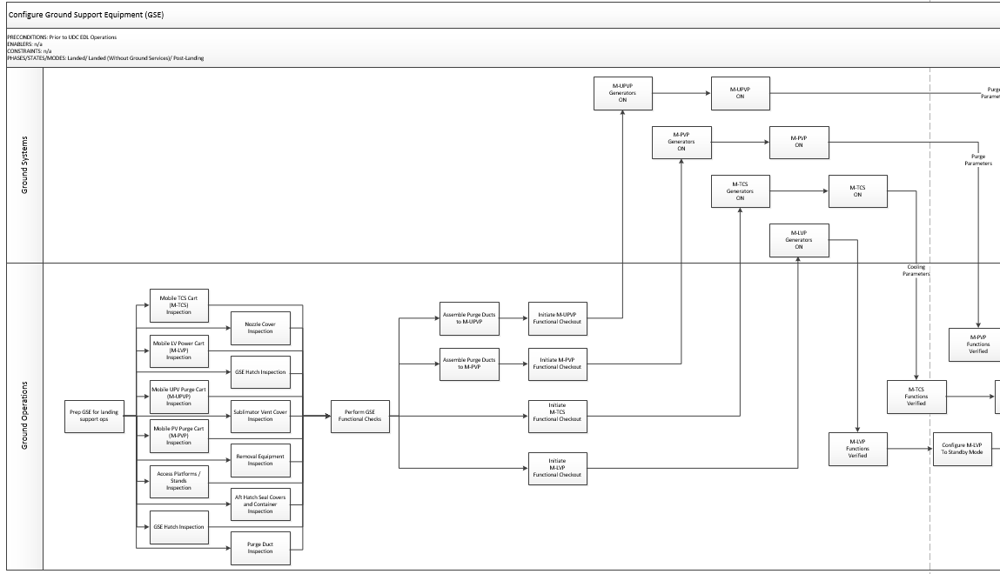 Configure Ground Support Equipment (GSE)
PRECONDITIONS: Prior to UDC EDL Operations
ENABLERS: n/a
CONSTRAINTS: n/a
PHASES/STATES/MODES: Landed/ Landed (Without Ground Services)/ Post-Landing
Ground Systems
M-UPVP
Generators
ON
M-UPVP
ON
Purge
Paramet
M-PVP
Generators
ON
M-PVP
ON
Purge
Parameters
M-TCS
Generators
ON
M-TCS
ON
M-LVP
Generators
ON
Cooling
Parameters
Ground Operations
Prep GSE for landing
support ops
Mobile TCS Cart
(M-TCS)
Inspection
Nozzle Cover
Inspection
Mobile LV Power Cart
(M-LVP)
Inspection
GSE Hatch Inspection
Mobile UPV Purge Cart
(M-UPVP)
Inspection
Sublimator Vent Cover
Inspection
Mobile PV Purge Cart
(M-PVP)
Inspection
Removal Equipment
Inspection
Access Platforms /
Stands
Inspection
Aft Hatch Seal Covers
and Container
Inspection
GSE Hatch Inspection
Purge Duct
Inspection
Perform GSE
Functional Checks
Assemble Purge Ducts
to M-UPVP
Initiate M-UPVP
Functional Checkout
Assemble Purge Ducts
to M-PVP
Initiate M-PVP
Functional Checkout
Initiate
M-TCS
Functional Checkout
Initiate
M-LVP
Functional Checkout
M-PVP
Functions
Verified
M-TCS
Functions
Verified
M-LVP
Functions
Verified
Configure M-LVP
To Standby Mode